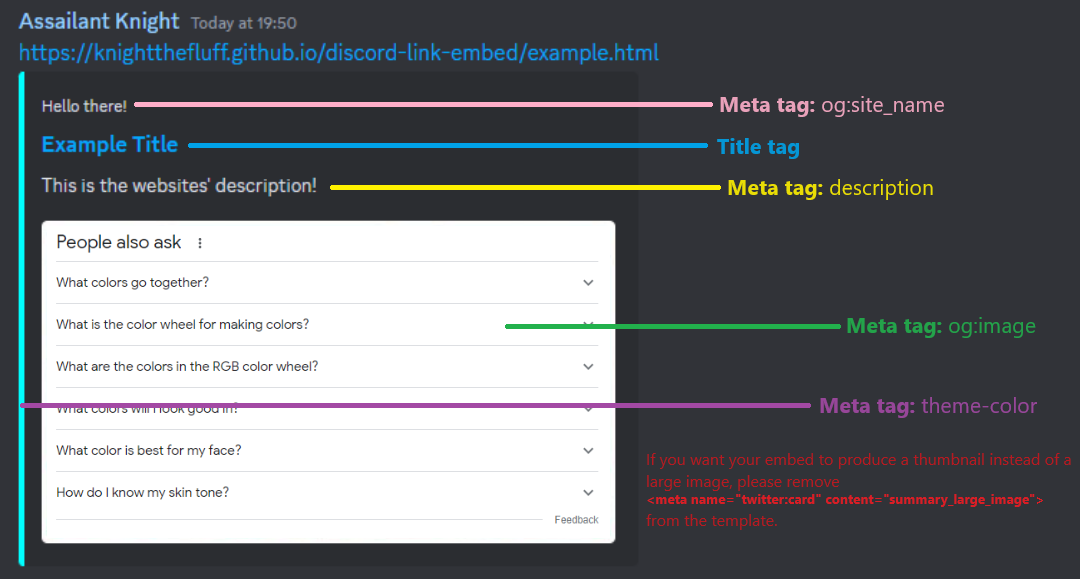 Assailant Knight Today at 19:50
https://knightthefluff.github.io/discord-link-embed/example.html
Hello there!
Meta tag: og:site_name
Example Title
Title tag
This is the websites' description!
Meta tag: description
People also ask
What colors go together?
What is the color wheel for making colors?
Meta tag: og:image
What are the colors in the RGB color wheel?
What colors will I look good in?
Meta tag: theme-color
What color is best for my face?
How do I know my skin tone?
Feedback
If you want your embed to produce a thumbnail instead of a
large image, please remove
<meta name="twitter:card" content="summary_large_image">
from the template.